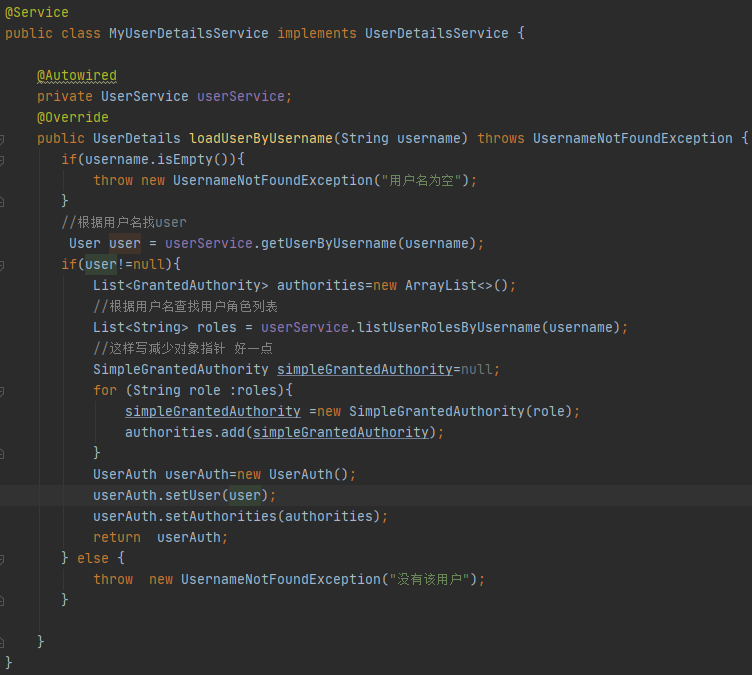 @Service
public class MyUserDetailsService implements UserDetailsService {
@Autowired
private UserService userService;
@Override
public UserDetails loadUserByUsername(String username) throws UsernameNotFoundException {
if(username.isEmpty()){
throw new UsernameNotFoundException("用户名为空");
}
//根据用户名找user
User user = userService.getUserByUsername(username);
if(user!=null){
List<GrantedAuthority> authorities=new ArrayList<>();
//根据用户名查找用户角色列表
List<String> roles = userService.listUserRolesByUsername(username);
//这样写减少对象指针 好一点
SimpleGrantedAuthority simpleGrantedAuthority=null;
for (String role :roles){
simpleGrantedAuthority =new SimpleGrantedAuthority(role);
authorities.add(simpleGrantedAuthority);
}
UserAuth userAuth=new UserAuth();
userAuth.setUser(user);
userAuth.setAuthorities(authorities);
return  userAuth;
} else {
throw  new UsernameNotFoundException("没有该用户");
}
}
}